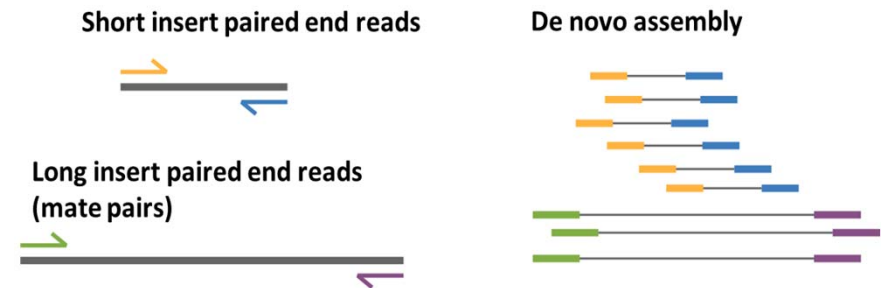 Short insert paired end reads
De novo assembly
Long insert paired end reads
(mate pairs)